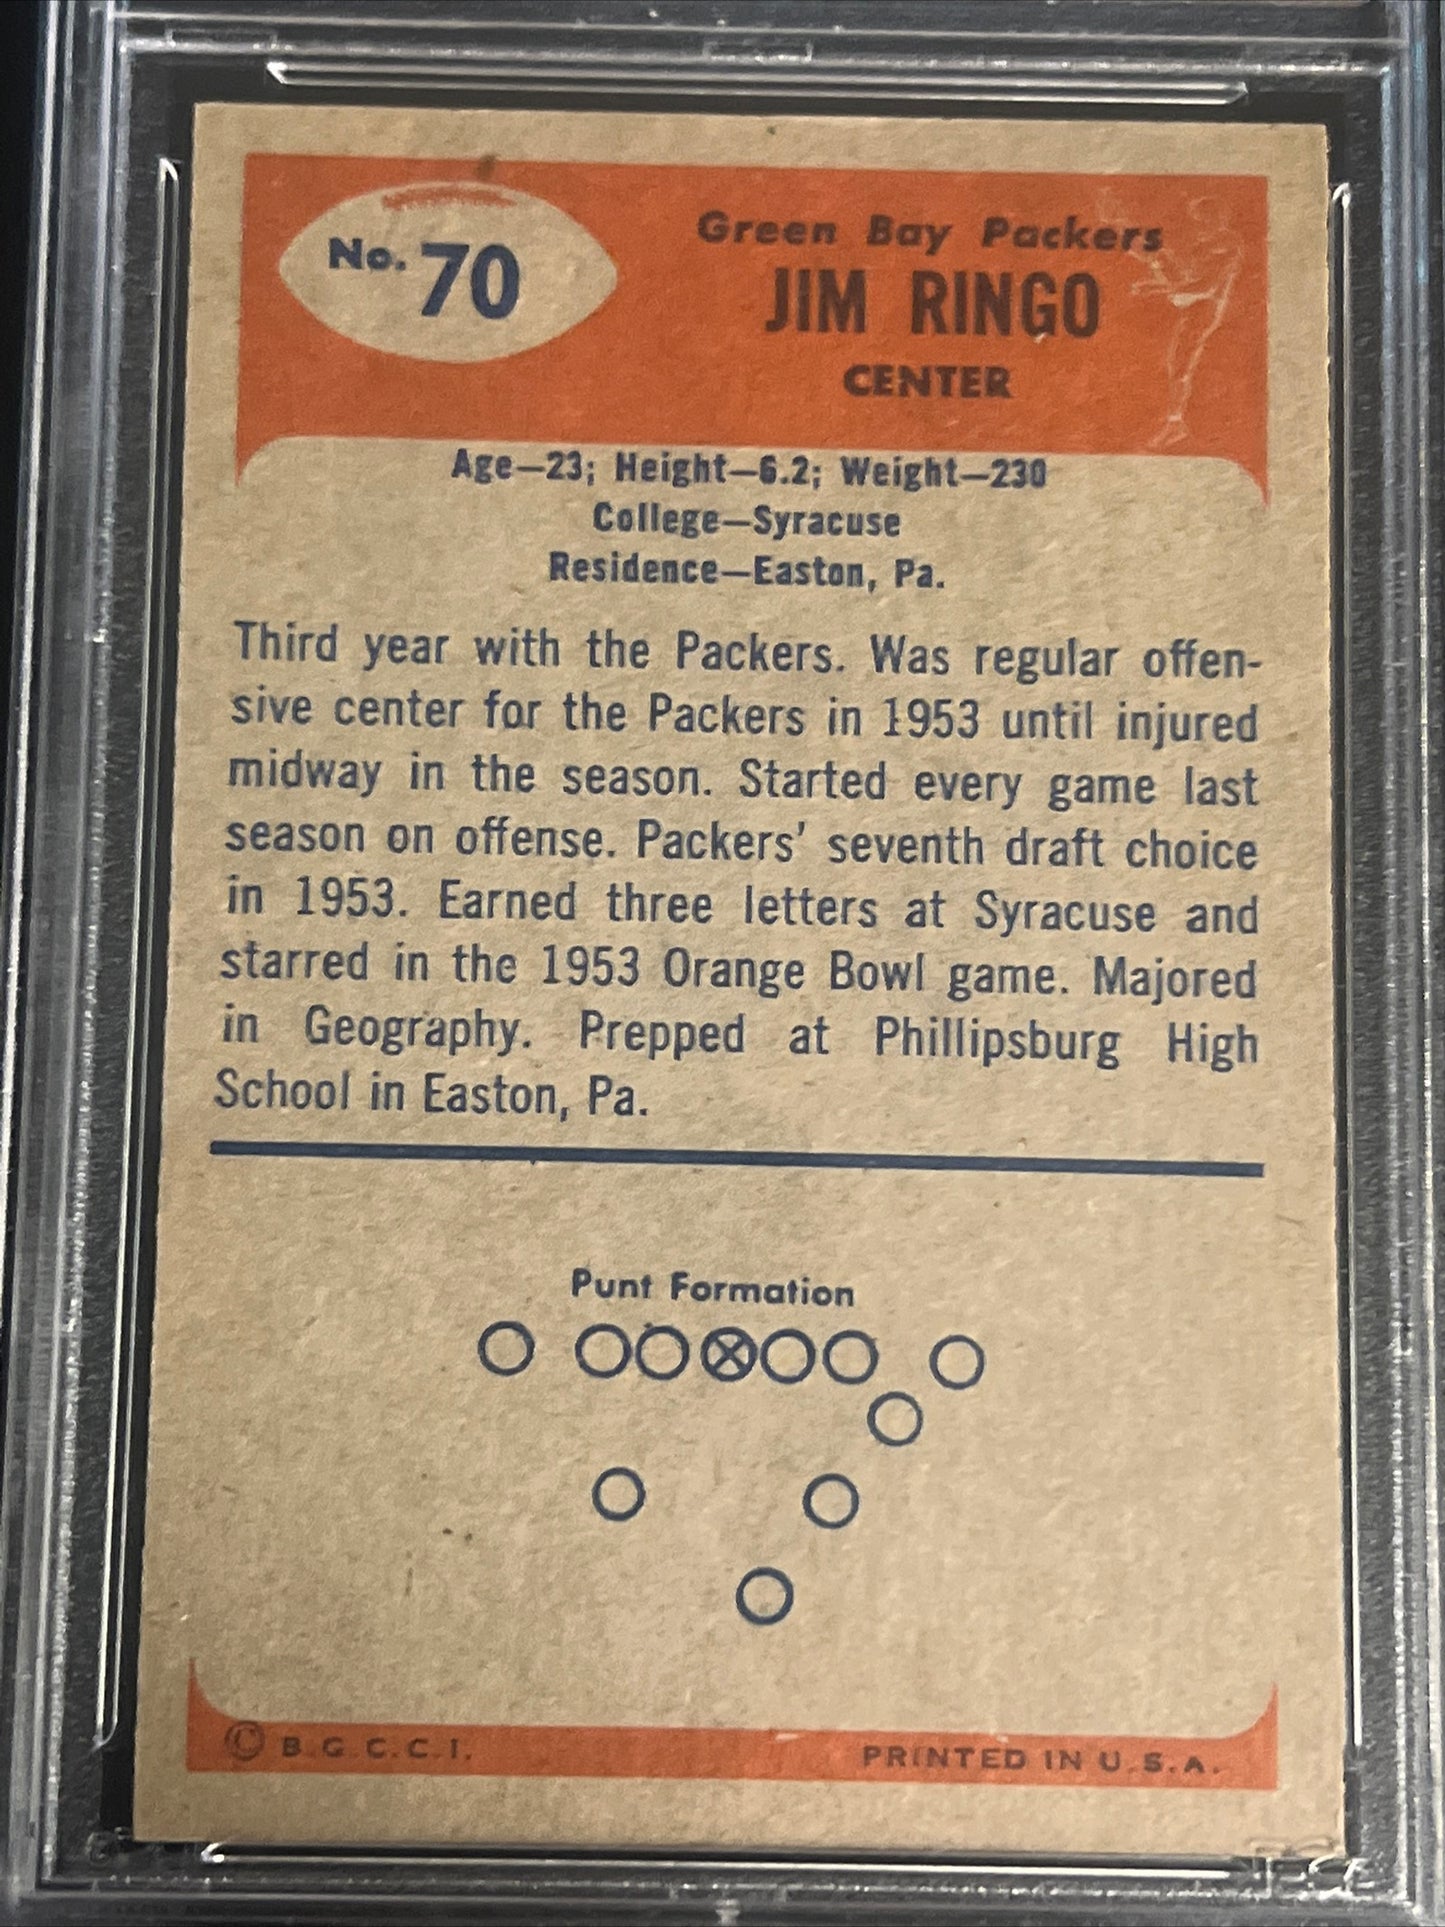 No. 70
Green Bay Packers
JIM RINGO
CENTER
Age—23; Height—6.2; Weight—230
College—Syracuse
Residence—Easton, Pa.
Third year with the Packers. Was regular offen-
sive center for the Packers in 1953 until injured
midway in the season. Started every game last
season on offense. Packers' seventh draft choice
in 1953. Earned three letters at Syracuse and
starred in the 1953 Orange Bowl game. Majored
in Geography. Prepped at Phillipsburg High
School in Easton, Pa.
Punt Formation
© B.G.C.C.I.
PRINTED IN U.S.A.